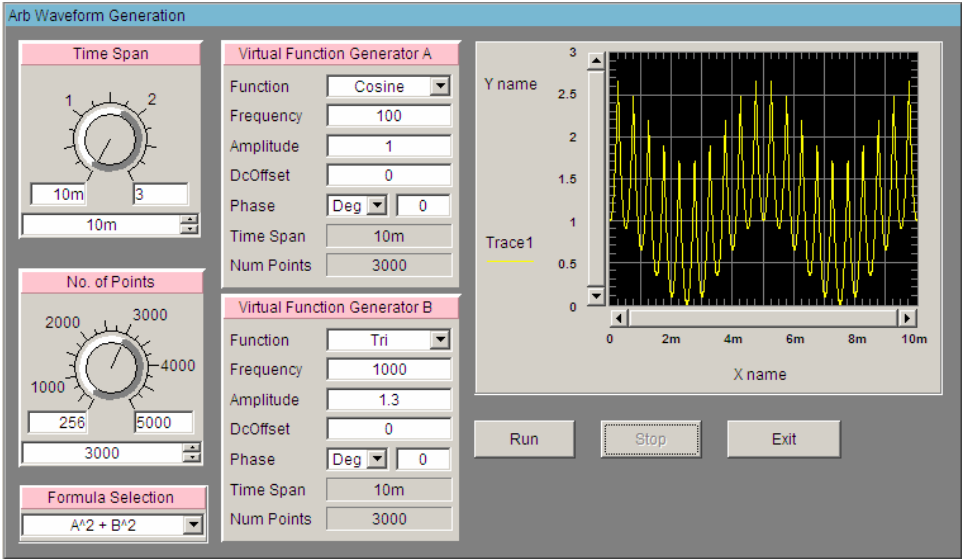 Arb Waveform Generation
Time Span
1 2
10m 3
10m
No. of Points
2000 3000
1000 4000
256 5000
3000
Formula Selection
A^2 + B^2
Virtual Function Generator A
Function Cosine
Frequency 100
Amplitude 1
DcOffset 0
Phase Deg 0
Time Span 10m
Num Points 3000
Virtual Function Generator B
Function Tri
Frequency 1000
Amplitude 1.3
DcOffset 0
Phase Deg 0
Time Span 10m
Num Points 3000
Y name
Trace1
3
2.5
2
1.5
1
0.5
0
0 2m 4m 6m 8m 10m
X name
Run Stop Exit